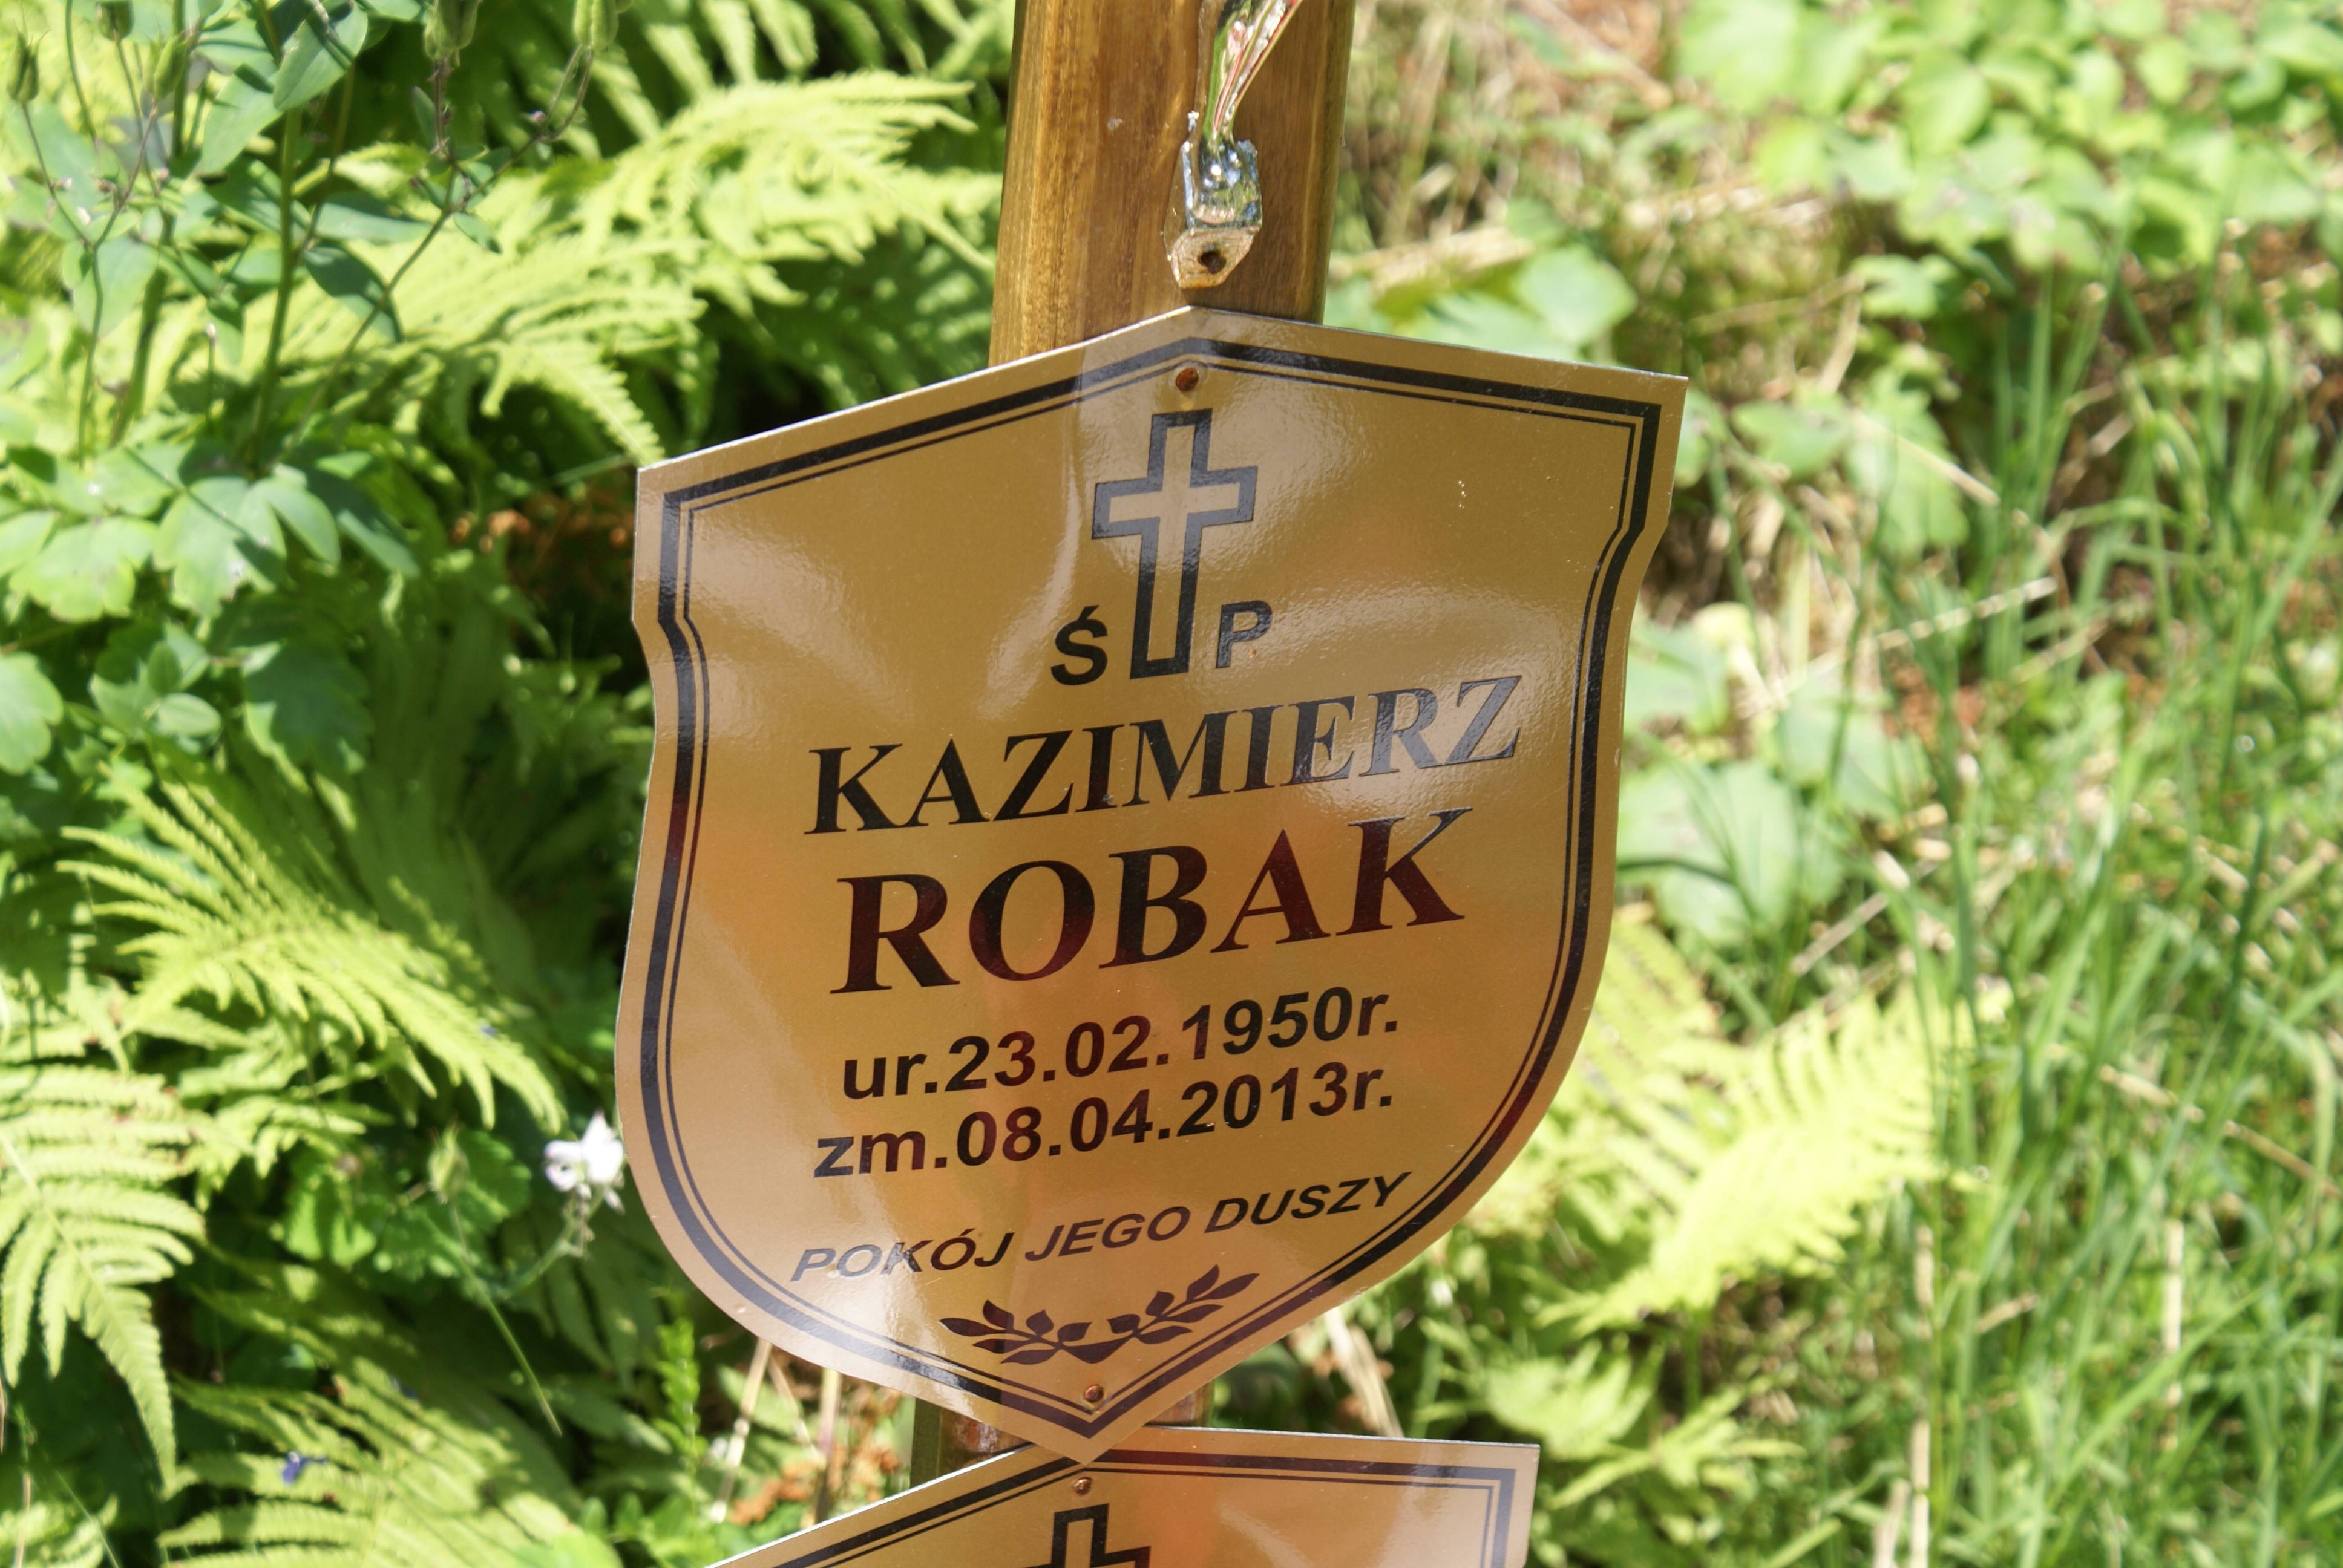 Ś P
KAZIMIERZ
ROBAK
ur.23.02.1950r.
zm.08.04.2013r.
POKÓJ JEGO DUSZY